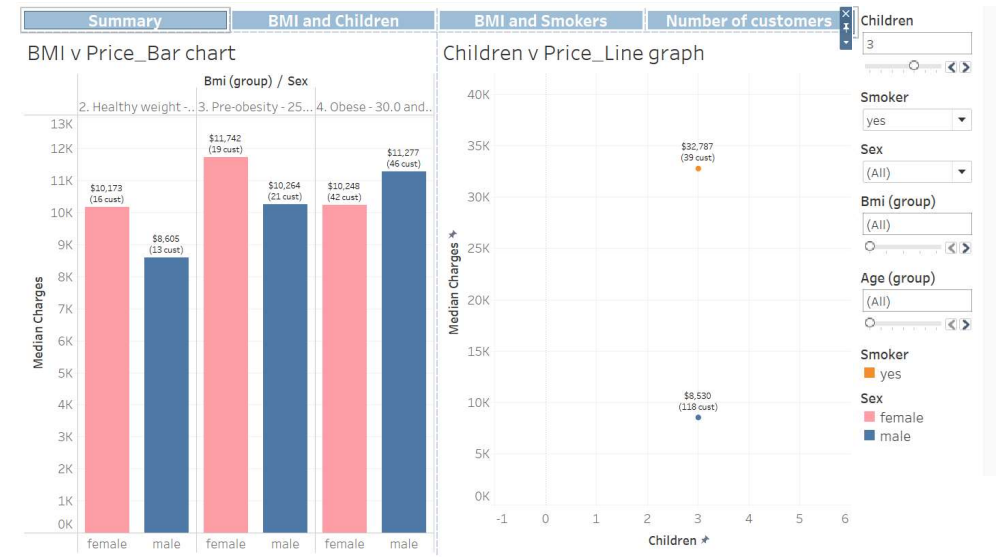 Summary
BMI and Children
BMI and Smokers
Number of customers
BMI v Price_Bar chart
Bmi (group) / Sex
2. Healthy weight -..
3. Pre-obesity - 25...
4. Obese - 30.0 and..
Median Charges
13K
12K
11K
10K
9K
8K
7K
6K
5K
4K
3K
2K
1K
0K
$10,173
(16 cust)
$8,605
(13 cust)
$11,742
(19 cust)
$10,264
(21 cust)
$10,248
(42 cust)
$11,277
(46 cust)
female
male
female
male
female
male
Children v Price_Line graph
Median Charges
40K
35K
30K
25K
20K
15K
10K
5K
0K
$32,787
(39 cust)
$8,530
(118 cust)
-1
0
1
2
3
4
5
6
Children
Children
3
Smoker
yes
Sex
(All)
Bmi (group)
(All)
Age (group)
(All)
Smoker
yes
Sex
female
male